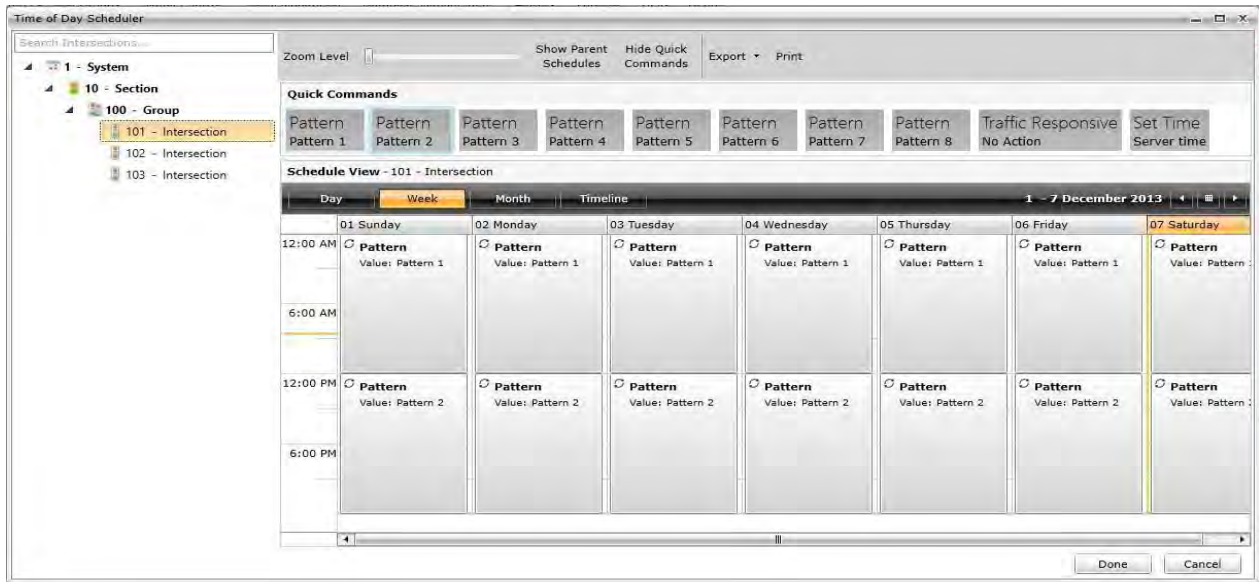 Time of Day Scheduler
Search Intersections...
1 - System
10 - Section
100 - Group
101 - Intersection
102 - Intersection
103 - Intersection
Zoom Level
Show Parent Schedules
Hide Quick Commands
Export
Print
Quick Commands
Pattern
Pattern 1
Pattern
Pattern 2
Pattern
Pattern 3
Pattern
Pattern 4
Pattern
Pattern 5
Pattern
Pattern 6
Pattern
Pattern 7
Pattern
Pattern 8
Traffic Responsive
No Action
Set Time
Server time
Schedule View - 101 - Intersection
Day Week Month Timeline 1 - 7 December 2013
01 Sunday 02 Monday 03 Tuesday 04 Wednesday 05 Thursday 06 Friday 07 Saturday
12:00 AM Pattern Pattern Pattern Pattern Pattern Pattern Pattern
Value: Pattern 1 Value: Pattern 1 Value: Pattern 1 Value: Pattern 1 Value: Pattern 1 Value: Pattern 1 Value: Pattern
6:00 AM
12:00 PM Pattern Pattern Pattern Pattern Pattern Pattern Pattern
Value: Pattern 2 Value: Pattern 2 Value: Pattern 2 Value: Pattern 2 Value: Pattern 2 Value: Pattern 2 Value: Pattern
6:00 PM
Done Cancel